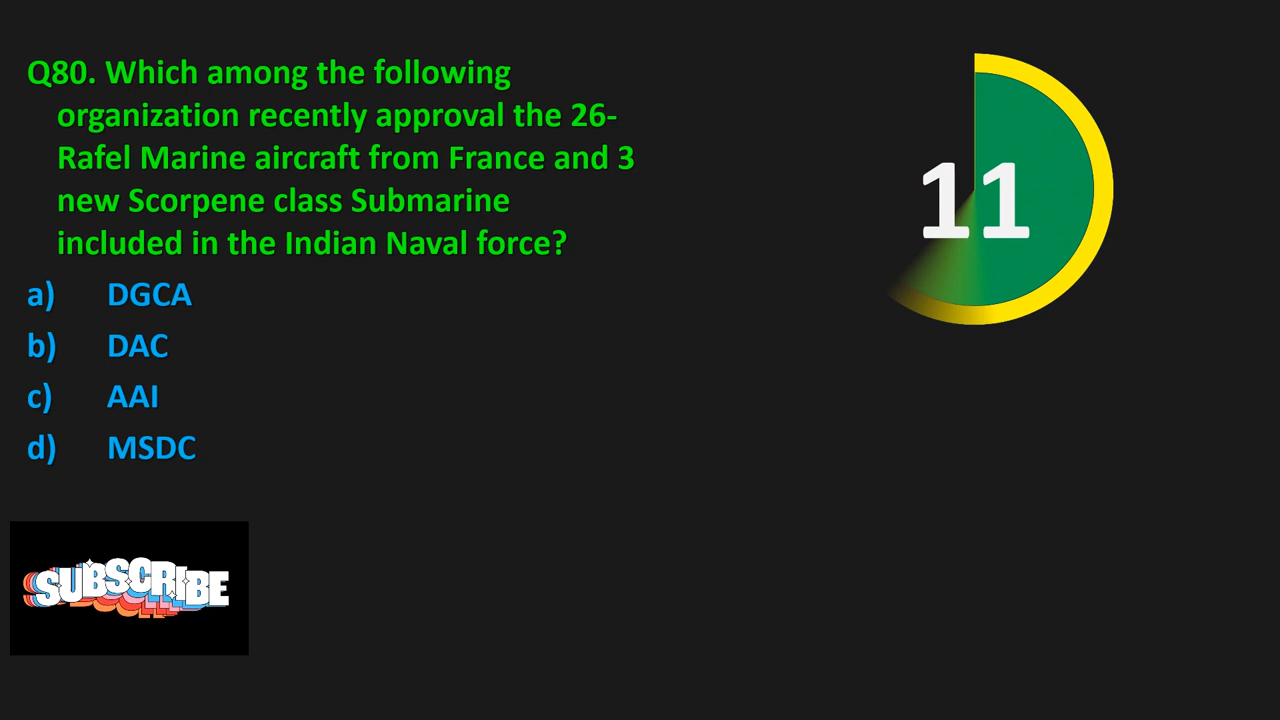 Q80. Which among the following
organization recently approval the 26-
Rafel Marine aircraft from France and 3
new Scorpene class Submarine
included in the Indian Naval force?
a) DGCA
b) DAC
c) AAI
d) MSDC
11
SUBSCRIBE